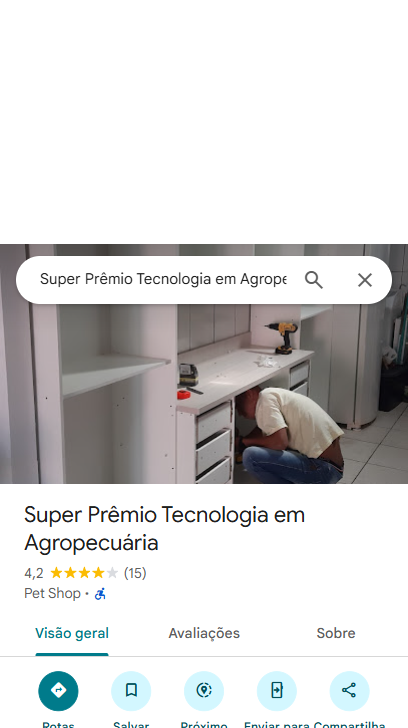 Super Prêmio Tecnologia em Agrope
Super Prêmio Tecnologia em
Agropecuária
4,2 (15)
Pet Shop ·
Visão geral Avaliações Sobre
Rotas Salvar Próximo Enviar para Compartilha